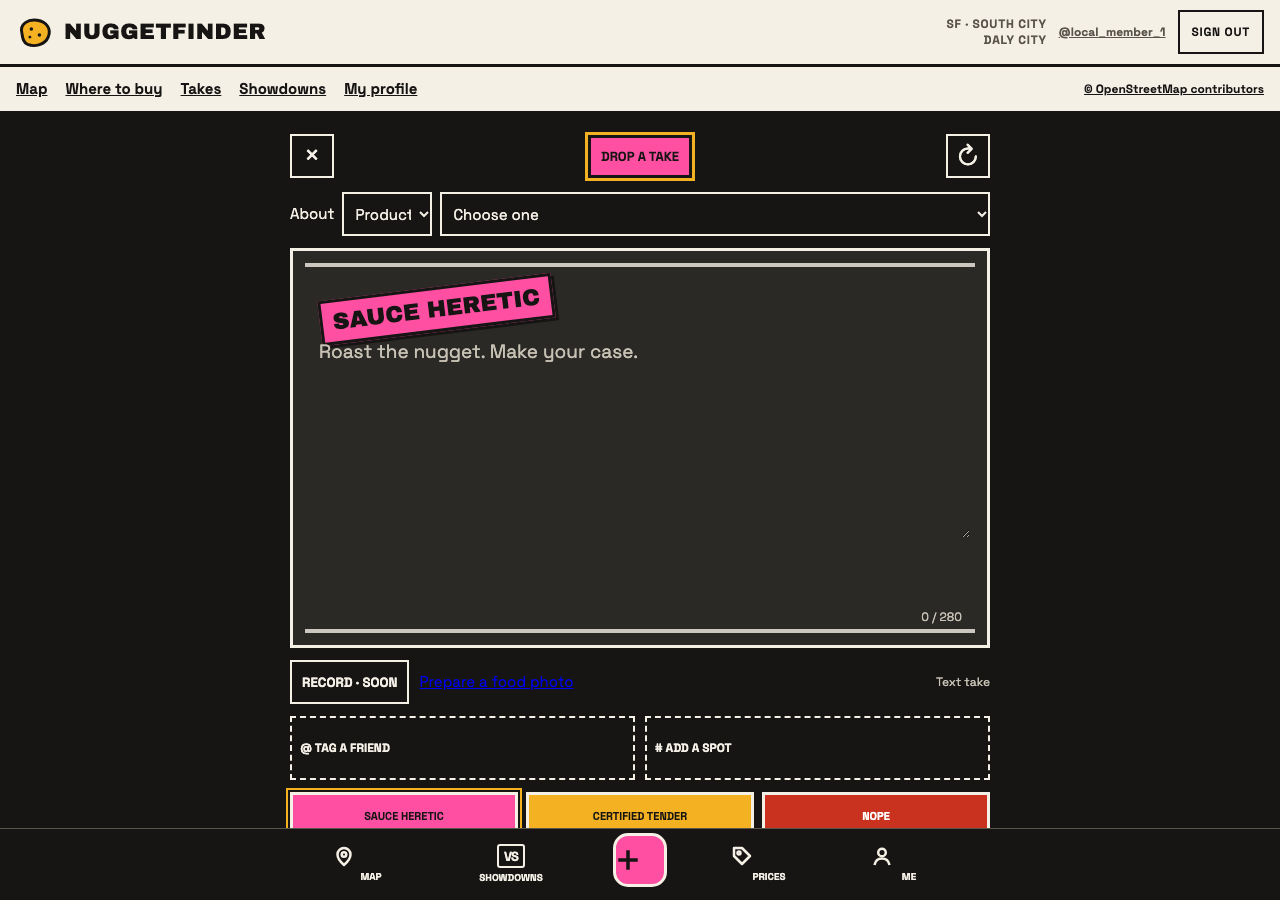 NUGGETFINDER
SF · SOUTH CITY
DALY CITY
@local_member_1
SIGN OUT
Map
Where to buy
Takes
Showdowns
My profile
© OpenStreetMap contributors
×
DROP A TAKE
About
Product
Choose one
SAUCE HERETIC
Roast the nugget. Make your case.
0 / 280
RECORD · SOON
Prepare a food photo
Text take
@ TAG A FRIEND
# ADD A SPOT
SAUCE HERETIC
CERTIFIED TENDER
NOPE
MAP
VS
SHOWDOWNS
+
PRICES
ME